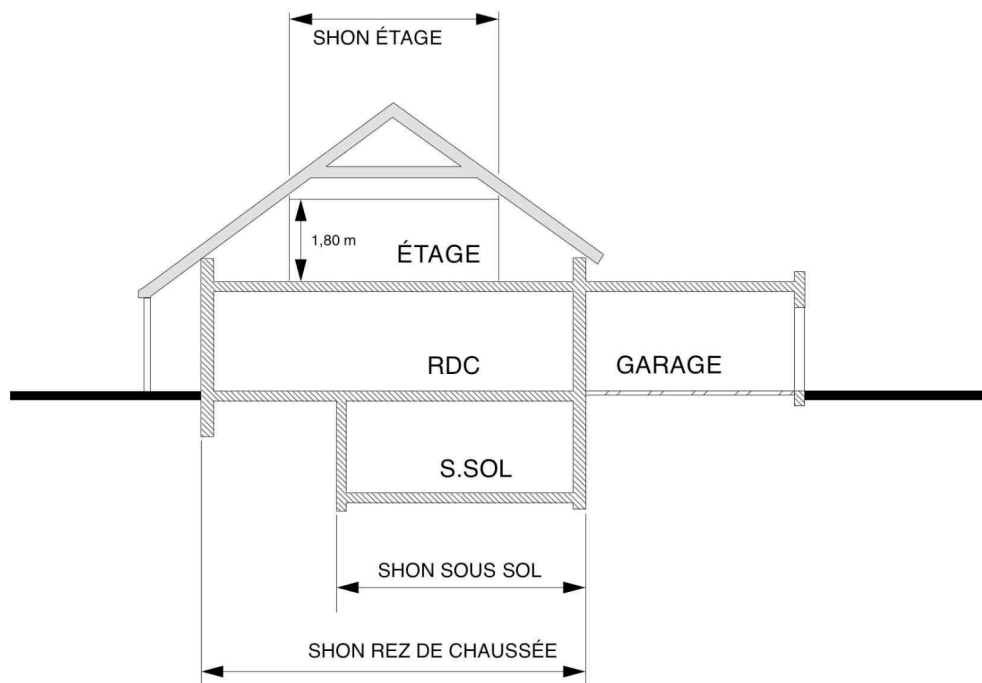 SHON ÉTAGE
1,80 m
ÉTAGE
RDC
GARAGE
S.SOL
SHON SOUS SOL
SHON REZ DE CHAUSSÉE